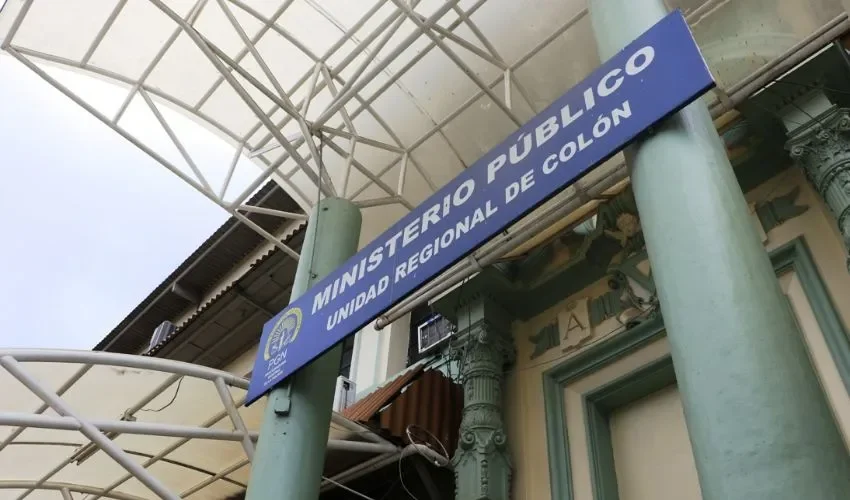 MINISTERIO PÚBLICO
UNIDAD REGIONAL DE COLÓN
PGN
A